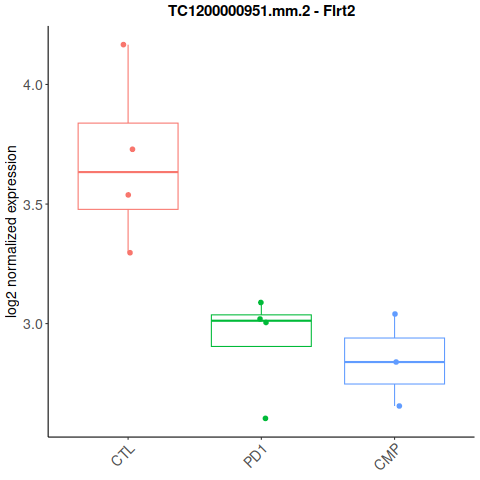 TC1200000951.mm.2 - Flrt2
log2 normalized expression
4.0
3.5
3.0
CTL
PD1
CMP